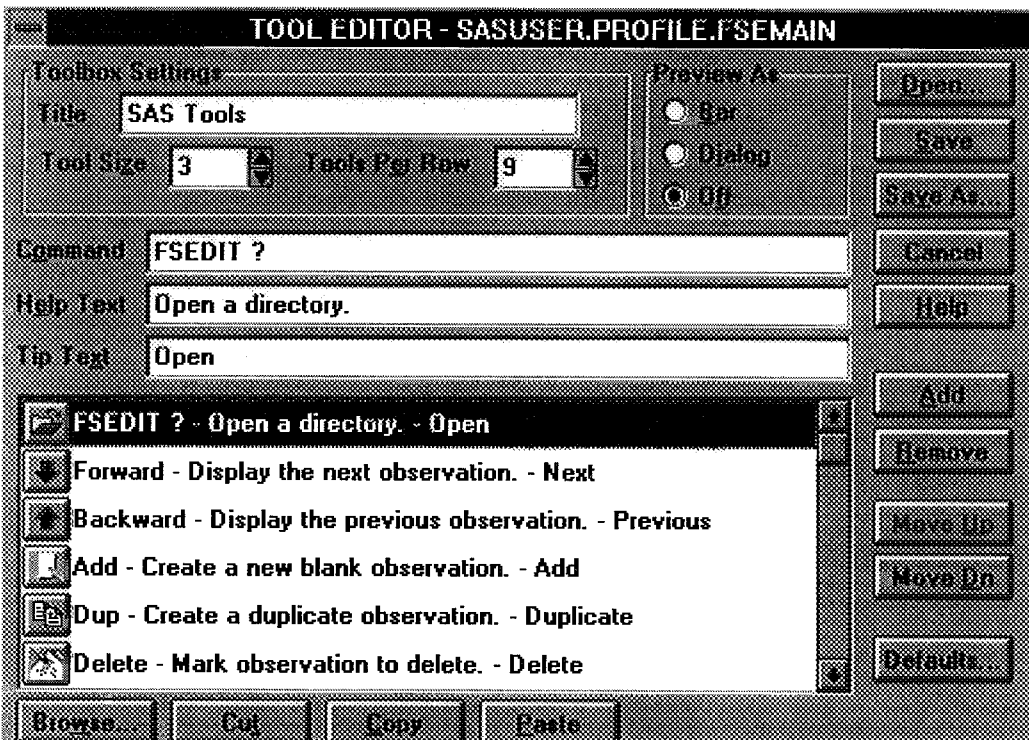 TOOL EDITOR - SASUSER.PROFILE.FSEMAIN
Toolbox Settings
Title SAS Tools
Tool Size 3 Tools Per Row 9
Preview As
Bar
Dialog
Off
Open...
Save
Save As...
Cancel
Help
Command FSEDIT ?
Help Text Open a directory.
Tip Text Open
FSEDIT ? - Open a directory. - Open
Forward - Display the next observation. - Next
Backward - Display the previous observation. - Previous
Add - Create a new blank observation. - Add
Dup - Create a duplicate observation. - Duplicate
Delete - Mark observation to delete. - Delete
Add
Remove
Move Up
Move Dn
Defaults...
Browse... Cut Copy Paste